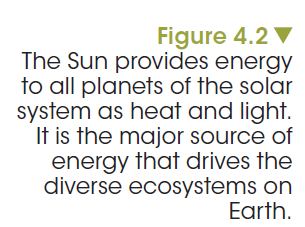 Figure 4.2 ▼
The Sun provides energy
to all planets of the solar
system as heat and light.
It is the major source of
energy that drives the
diverse ecosystems on
Earth.